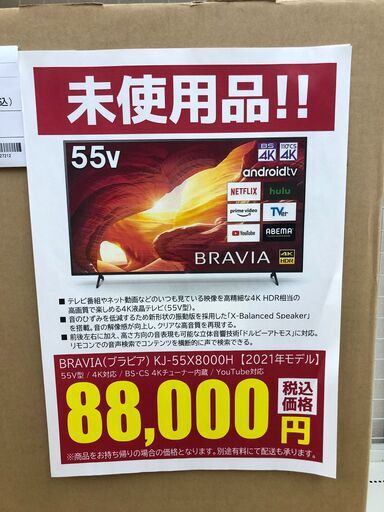 未使用品!!
55V
BS 4K
110°CS 4K
androidtv
NETFLIX
hulu
prime video
TVer
YouTube
ABEMA
BRAVIA
4K HDR
■ テレビ番組やネット動画などのいつも見ている映像を高精細な4K HDR相当の
高画質で楽しめる4K液晶テレビ(55V型)。
■ 音のひずみを低減するため新形状の振動版を採用した「X-Balanced Speaker」
を搭載。音の解像感が向上し、クリアな高音質を再現する。
■ 前後左右に加え、高さ方向の音表現も可能な立体音響技術「ドルビーアトモス」に対応。
リモコンでの音声検索でコンテンツを横断的に声で検索できる。
BRAVIA(ブラビア) KJ-55X8000H【2021年モデル】
55V型 / 4K対応 / BS・CS 4Kチューナー内蔵 / YouTube対応
88,000円
税込
価格
※商品をお持ち帰りの場合の価格となります。別途有料にて配送も承ります。
込)
27212